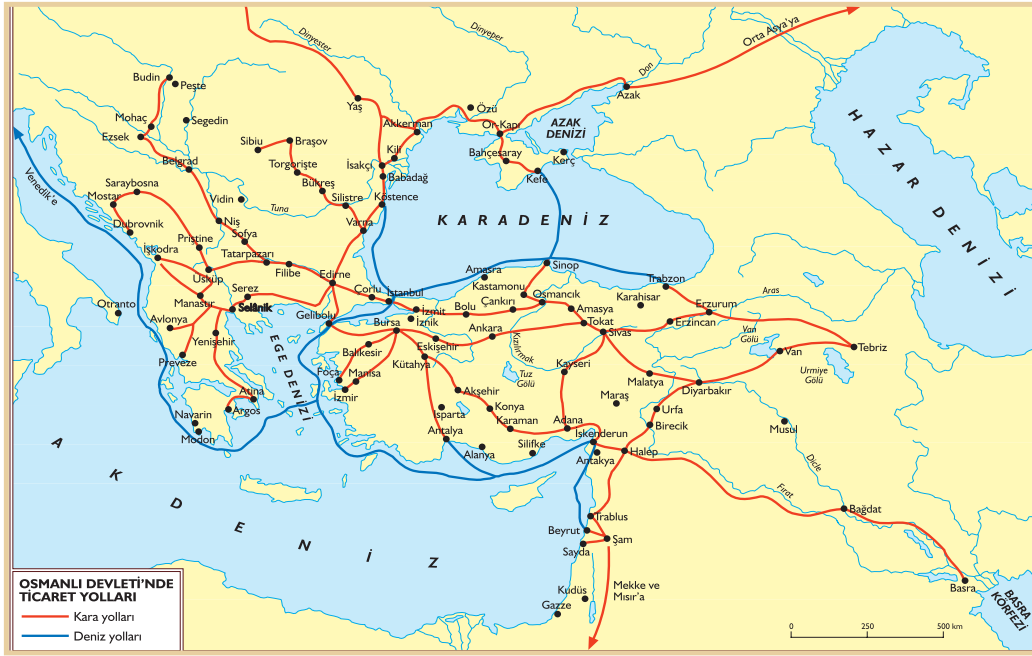 Dinyester
Dinyeper
Orta Asya'ya
Don
Budin
Peşte
Yaş
Özü
Azak
Mohaç
Segedin
Akkerman
Or-Kapı
AZAK
DENİZİ
Ezsek
Sibiu
Braşov
Kili
Bahçesaray
Kerç
Belgrad
Torgorişte
İsakçı
Kefe
Babadağ
Bükreş
Venedik'e
Saraybosna
Mostar
Vidin
Tuna
Silistre
Köstence
HAZAR DENİZİ
KARADENİZ
Dubrovnik
Niş
Varna
Priştine
Sofya
İşkodra
Tatarpazarı
Filibe
Üsküp
Edirne
Amasra
Sinop
Trabzon
Kastamonu
Serez
Çorlu
İstanbul
Karahisar
Aras
Otranto
Manastır
Selânik
Gelibolu
İzmit
Bolu
Çankırı
Osmancık
Amasya
Erzurum
Avlonya
İznik
Bursa
Ankara
Tokat
Erzincan
Sivas
Yenişehir
EGE DENİZİ
Eskişehir
Kızılırmak
Van
Gölü
Tebriz
Van
Balıkesir
Kütahya
Preveze
Kayseri
Urmiye
Gölü
Foça
Manisa
Tuz
Gölü
Malatya
Diyarbakır
İzmir
Akşehir
Maraş
Atina
Argos
Isparta
Konya
Urfa
Navarin
Karaman
Adana
Birecik
Musul
Modon
Antalya
Silifke
İskenderun
Alanya
Antakya
Halep
Dicle
AKDENİZ
Fırat
Bağdat
Trablus
Beyrut
Şam
Sayda
Mekke ve
Mısır'a
Kudüs
Gazze
Basra
BASRA
KÖRFEZİ
OSMANLI DEVLETİ'NDE
TİCARET YOLLARI
Kara yolları
Deniz yolları
0 250 500 km